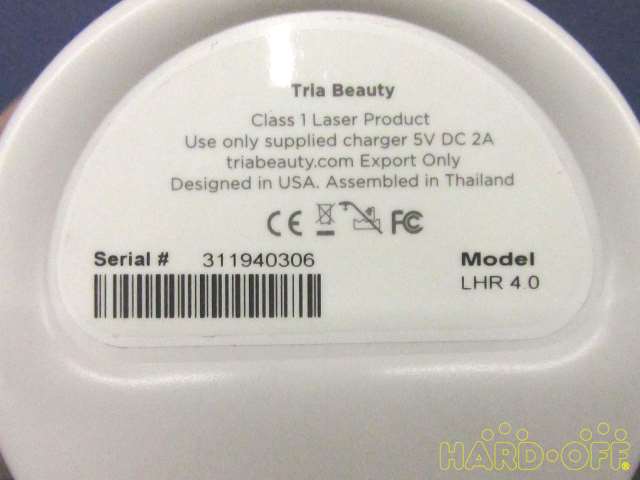 Tria Beauty
Class 1 Laser Product
Use only supplied charger 5V DC 2A
triabeauty.com Export Only
Designed in USA. Assembled in Thailand
CE FC
Serial # 311940306
Model
LHR 4.0
HARD·OFF®